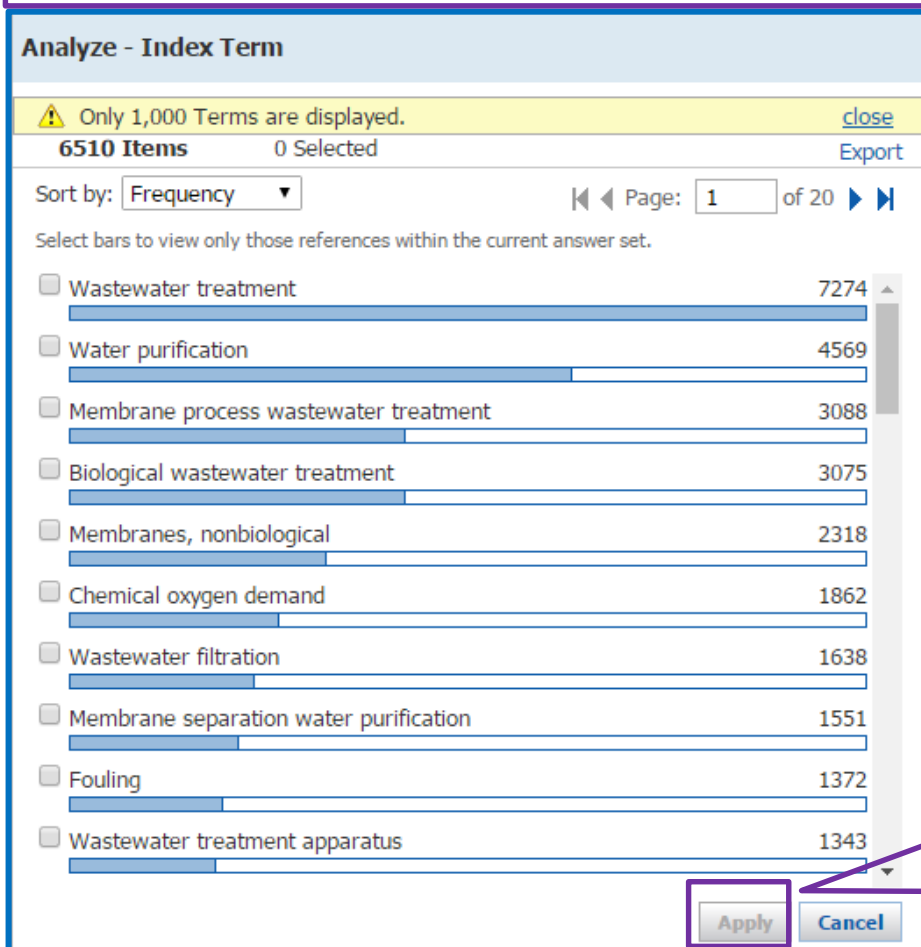 Analyze - Index Term
Only 1,000 Terms are displayed. close
6510 Items 0 Selected Export
Sort by: Frequency Page: 1 of 20
Select bars to view only those references within the current answer set.
Wastewater treatment 7274
Water purification 4569
Membrane process wastewater treatment 3088
Biological wastewater treatment 3075
Membranes, nonbiological 2318
Chemical oxygen demand 1862
Wastewater filtration 1638
Membrane separation water purification 1551
Fouling 1372
Wastewater treatment apparatus 1343
Apply Cancel